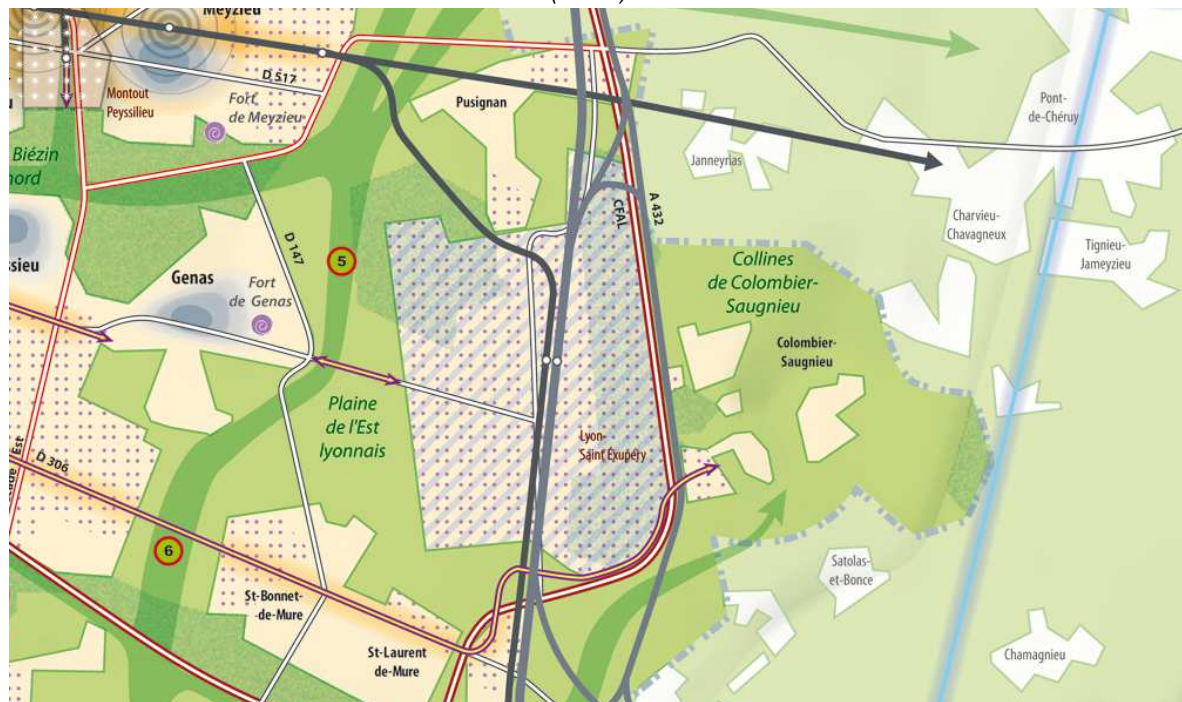 Meyzieu
D 517
Montout
Peyssilieu
Fort
de Meyzieu
Pusignan
Biézin
nord
Janneyrias
Pont-
de-Chéruy
A 432
CFAL
Charvieu-
Chavagneux
Tignieu-
Jameyzieu
D 147
5
ssieu
Genas
Fort
de Genas
Collines
de Colombier-
Saugnieu
Colombier-
Saugnieu
Plaine
de l'Est
lyonnais
Lyon-
Saint Exupéry
D 306
Est
6
St-Bonnet-
de-Mure
St-Laurent
de-Mure
Satolas-
et-Bonce
Chamagnieu